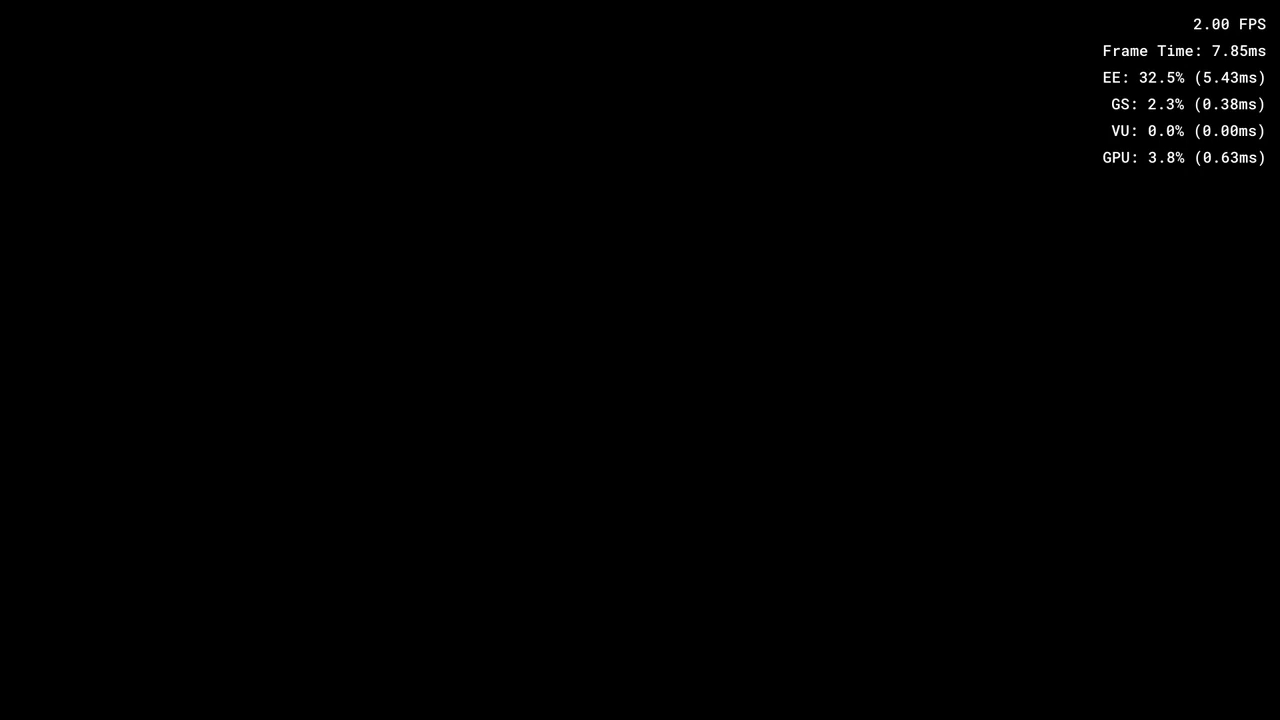 2.00 FPS
Frame Time: 7.85ms
EE: 32.5% (5.43ms)
GS: 2.3% (0.38ms)
VU: 0.0% (0.00ms)
GPU: 3.8% (0.63ms)